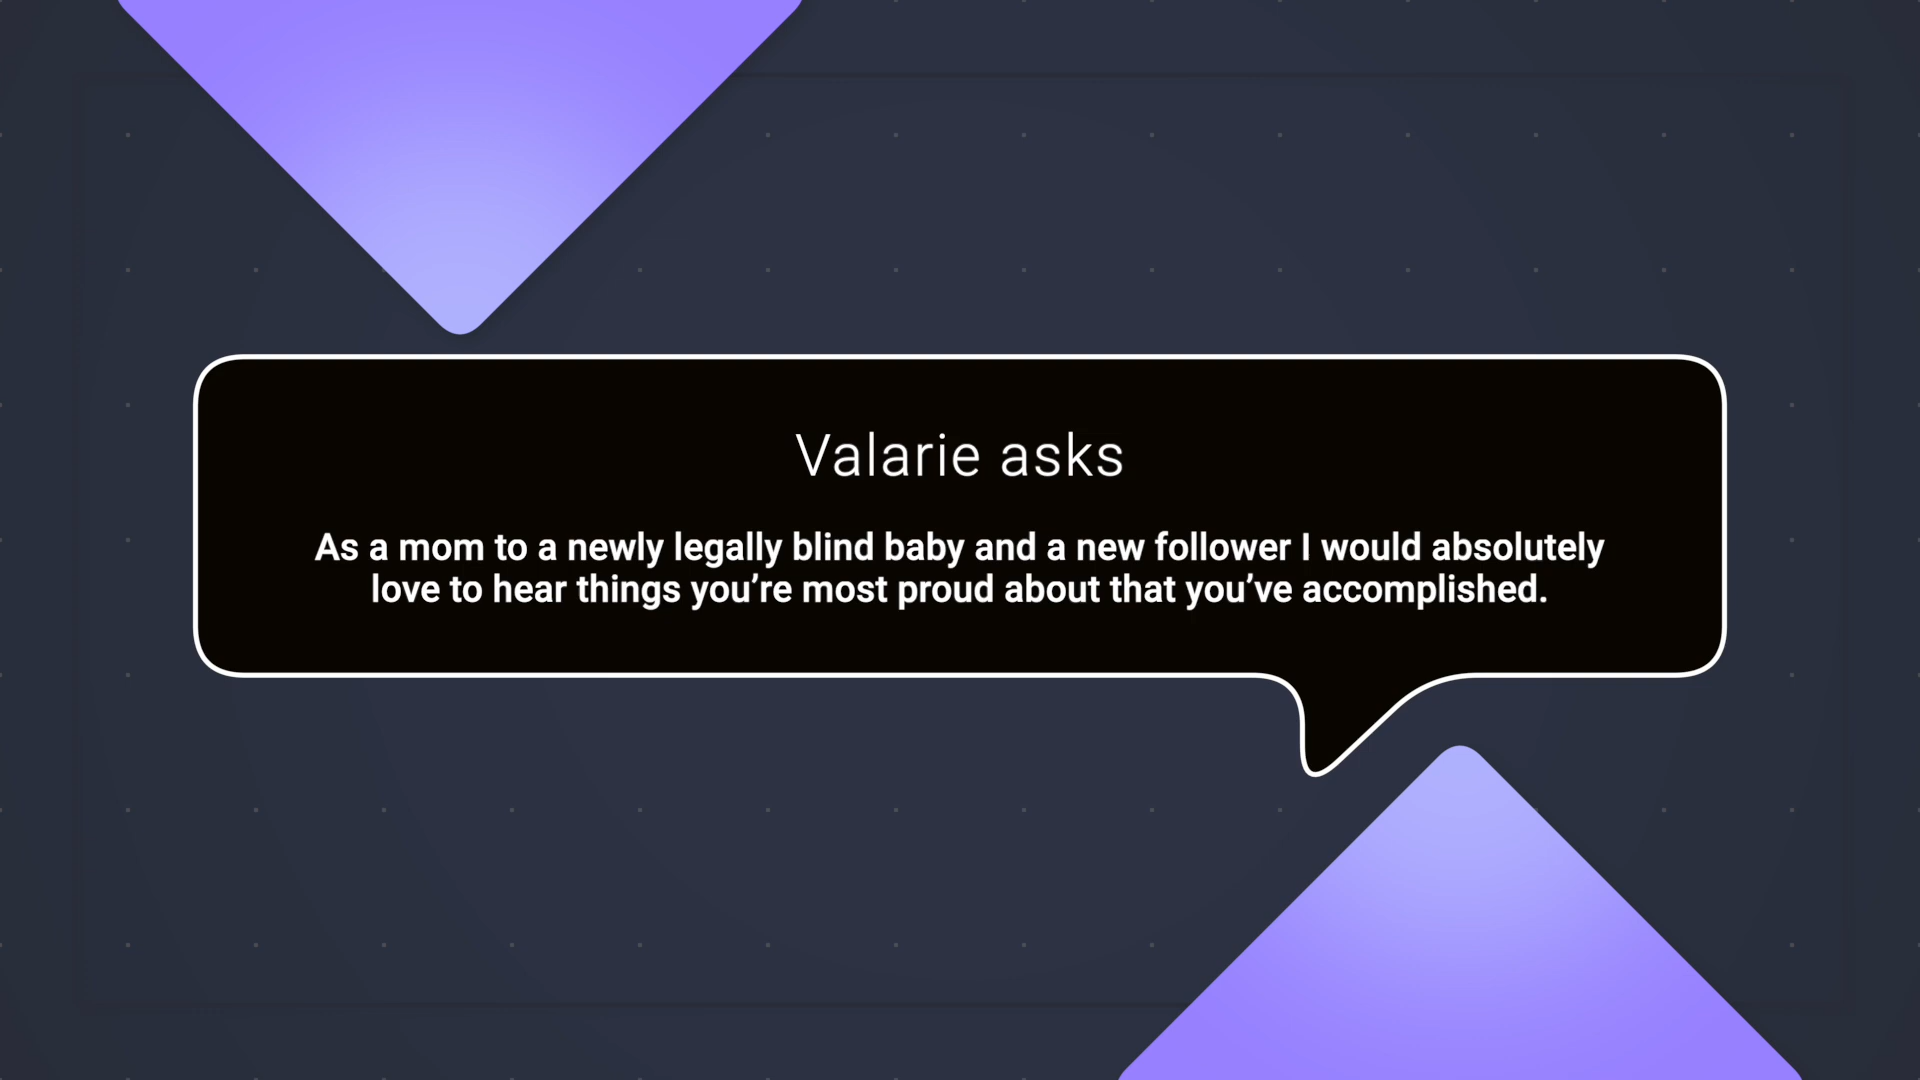 Valarie asks
As a mom to a newly legally blind baby and a new follower I would absolutely
love to hear things you’re most proud about that you’ve accomplished.